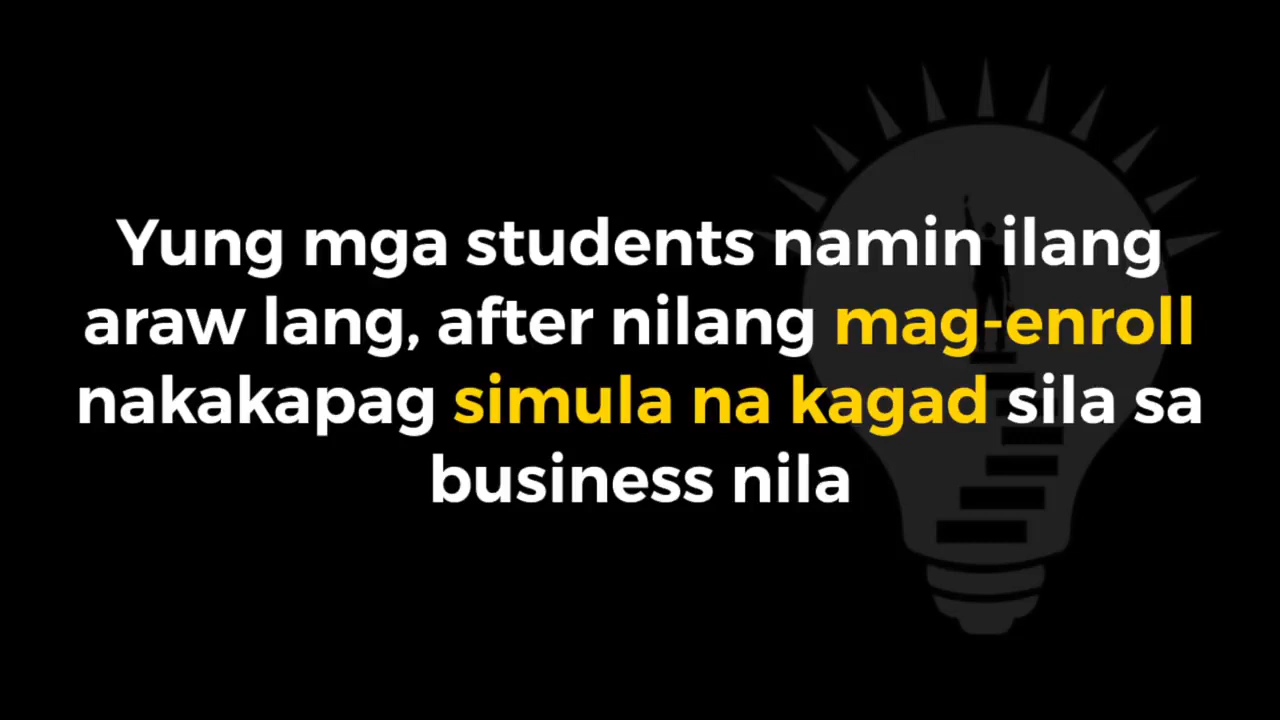 Yung mga students namin ilang
araw lang, after nilang mag-enroll
nakakapag simula na kagad sila sa
business nila